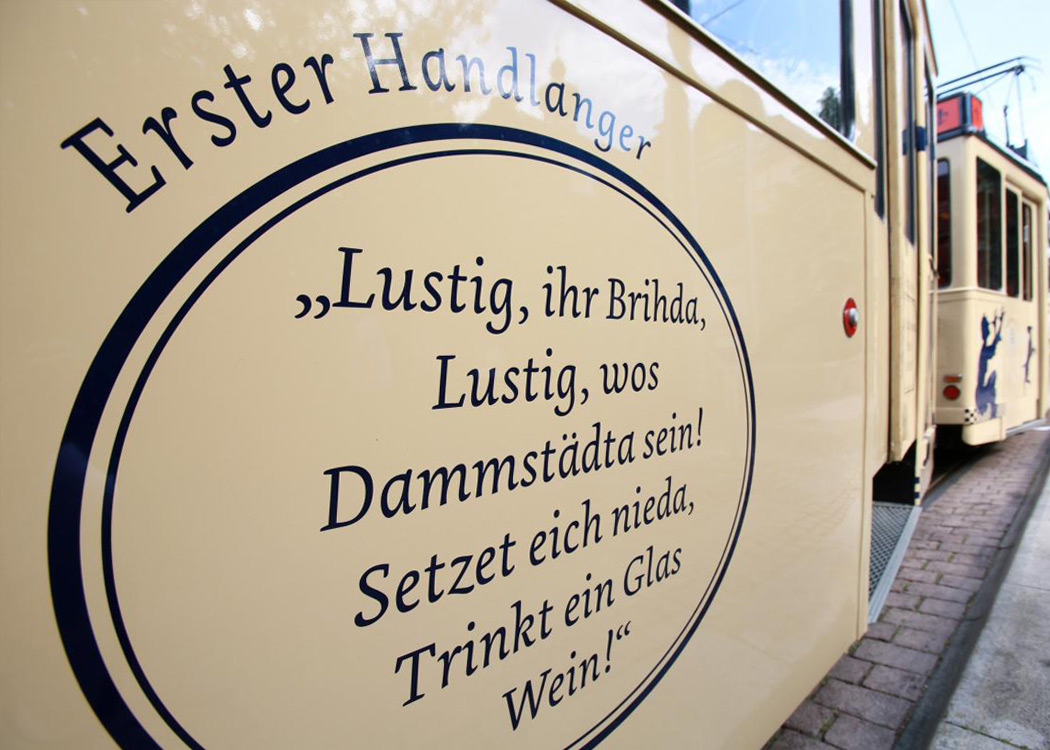 Erster Handlanger
„Lustig, ihr Brihda,
Lustig, wos
Dammstädta sein!
Setzet eich nieda,
Trinkt ein Glas
Wein!“